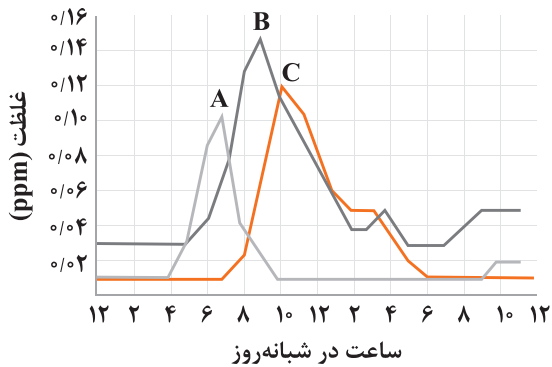 غلظت (ppm)
۰/۱۶
۰/۱۴
۰/۱۲
۰/۱۰
۰/۰۸
۰/۰۶
۰/۰۴
۰/۰۲
A
B
C
۱۲ ۲ ۴ ۶ ۸ ۱۰ ۱۲ ۲ ۴ ۶ ۸ ۱۰ ۱۲
ساعت در شبانه‌روز